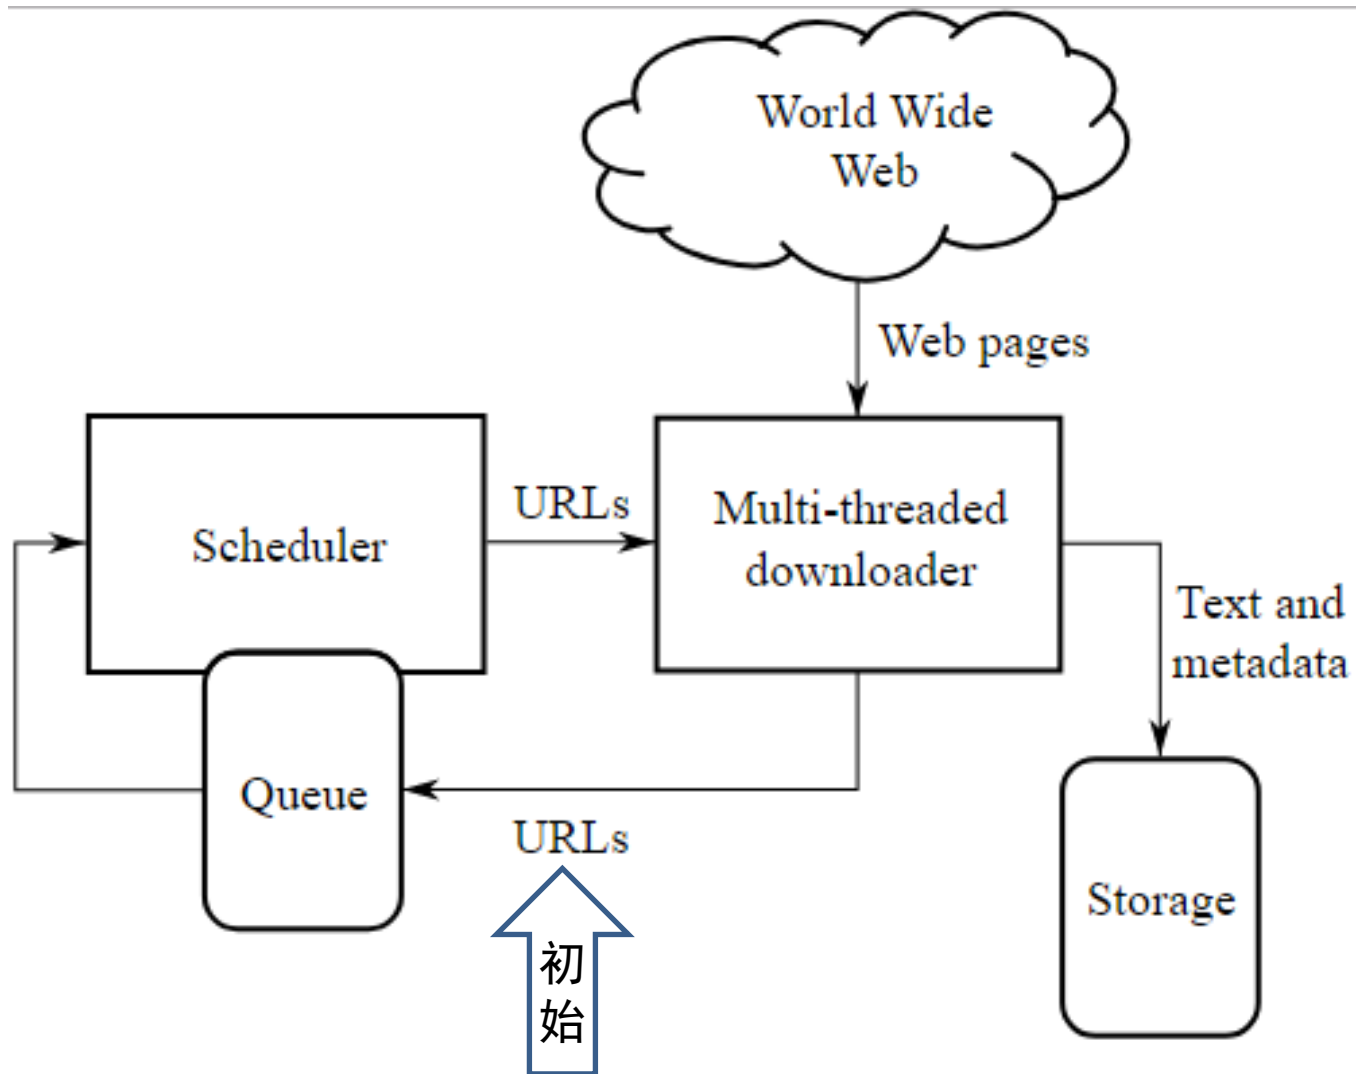 World Wide
Web
Web pages
Scheduler
URLs
Multi-threaded
downloader
Text and
metadata
Queue
URLs
Storage
初
始